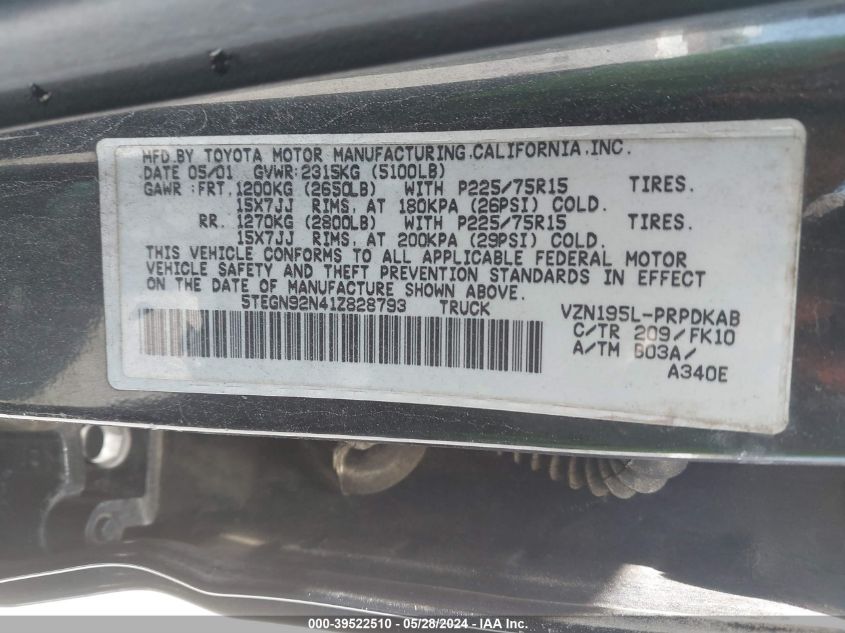 MFD.BY TOYOTA MOTOR MANUFACTURING.CALIFORNIA.INC.
DATE 05/01 GVWR:2315KG (5100LB)
GAWR :FRT.1200KG (2650LB) WITH P225/75R15 TIRES.
15X7JJ RIMS, AT 180KPA (26PSI) COLD.
RR. 1270KG (2800LB) WITH P225/75R15 TIRES.
15X7JJ RIMS, AT 200KPA (29PSI) COLD.
THIS VEHICLE CONFORMS TO ALL APPLICABLE FEDERAL MOTOR
VEHICLE SAFETY AND THEFT PREVENTION STANDARDS IN EFFECT
ON THE DATE OF MANUFACTURE SHOWN ABOVE.
5TEGN92N41Z828793 TRUCK
VZN195L-PRPDKAB
C/TR 209/FK10
A/TM B03A/
A340E
000-39522510 - 05/28/2024 - IAA Inc.